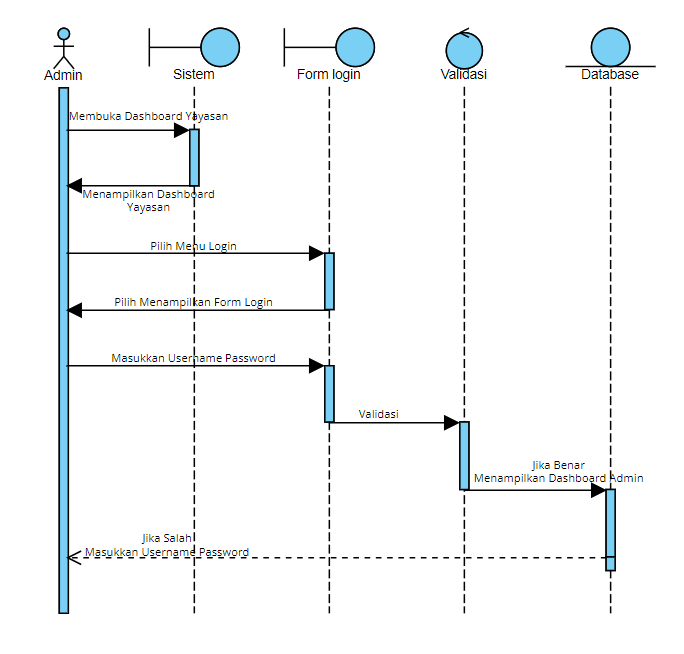 Admin
Sistem
Form login
Validasi
Database
Membuka Dashboard Yayasan
Menampilkan Dashboard
Yayasan
Pilih Menu Login
Pilih Menampilkan Form Login
Masukkan Username Password
Validasi
Jika Benar
Menampilkan Dashboard Admin
Jika Salah
Masukkan Username Password